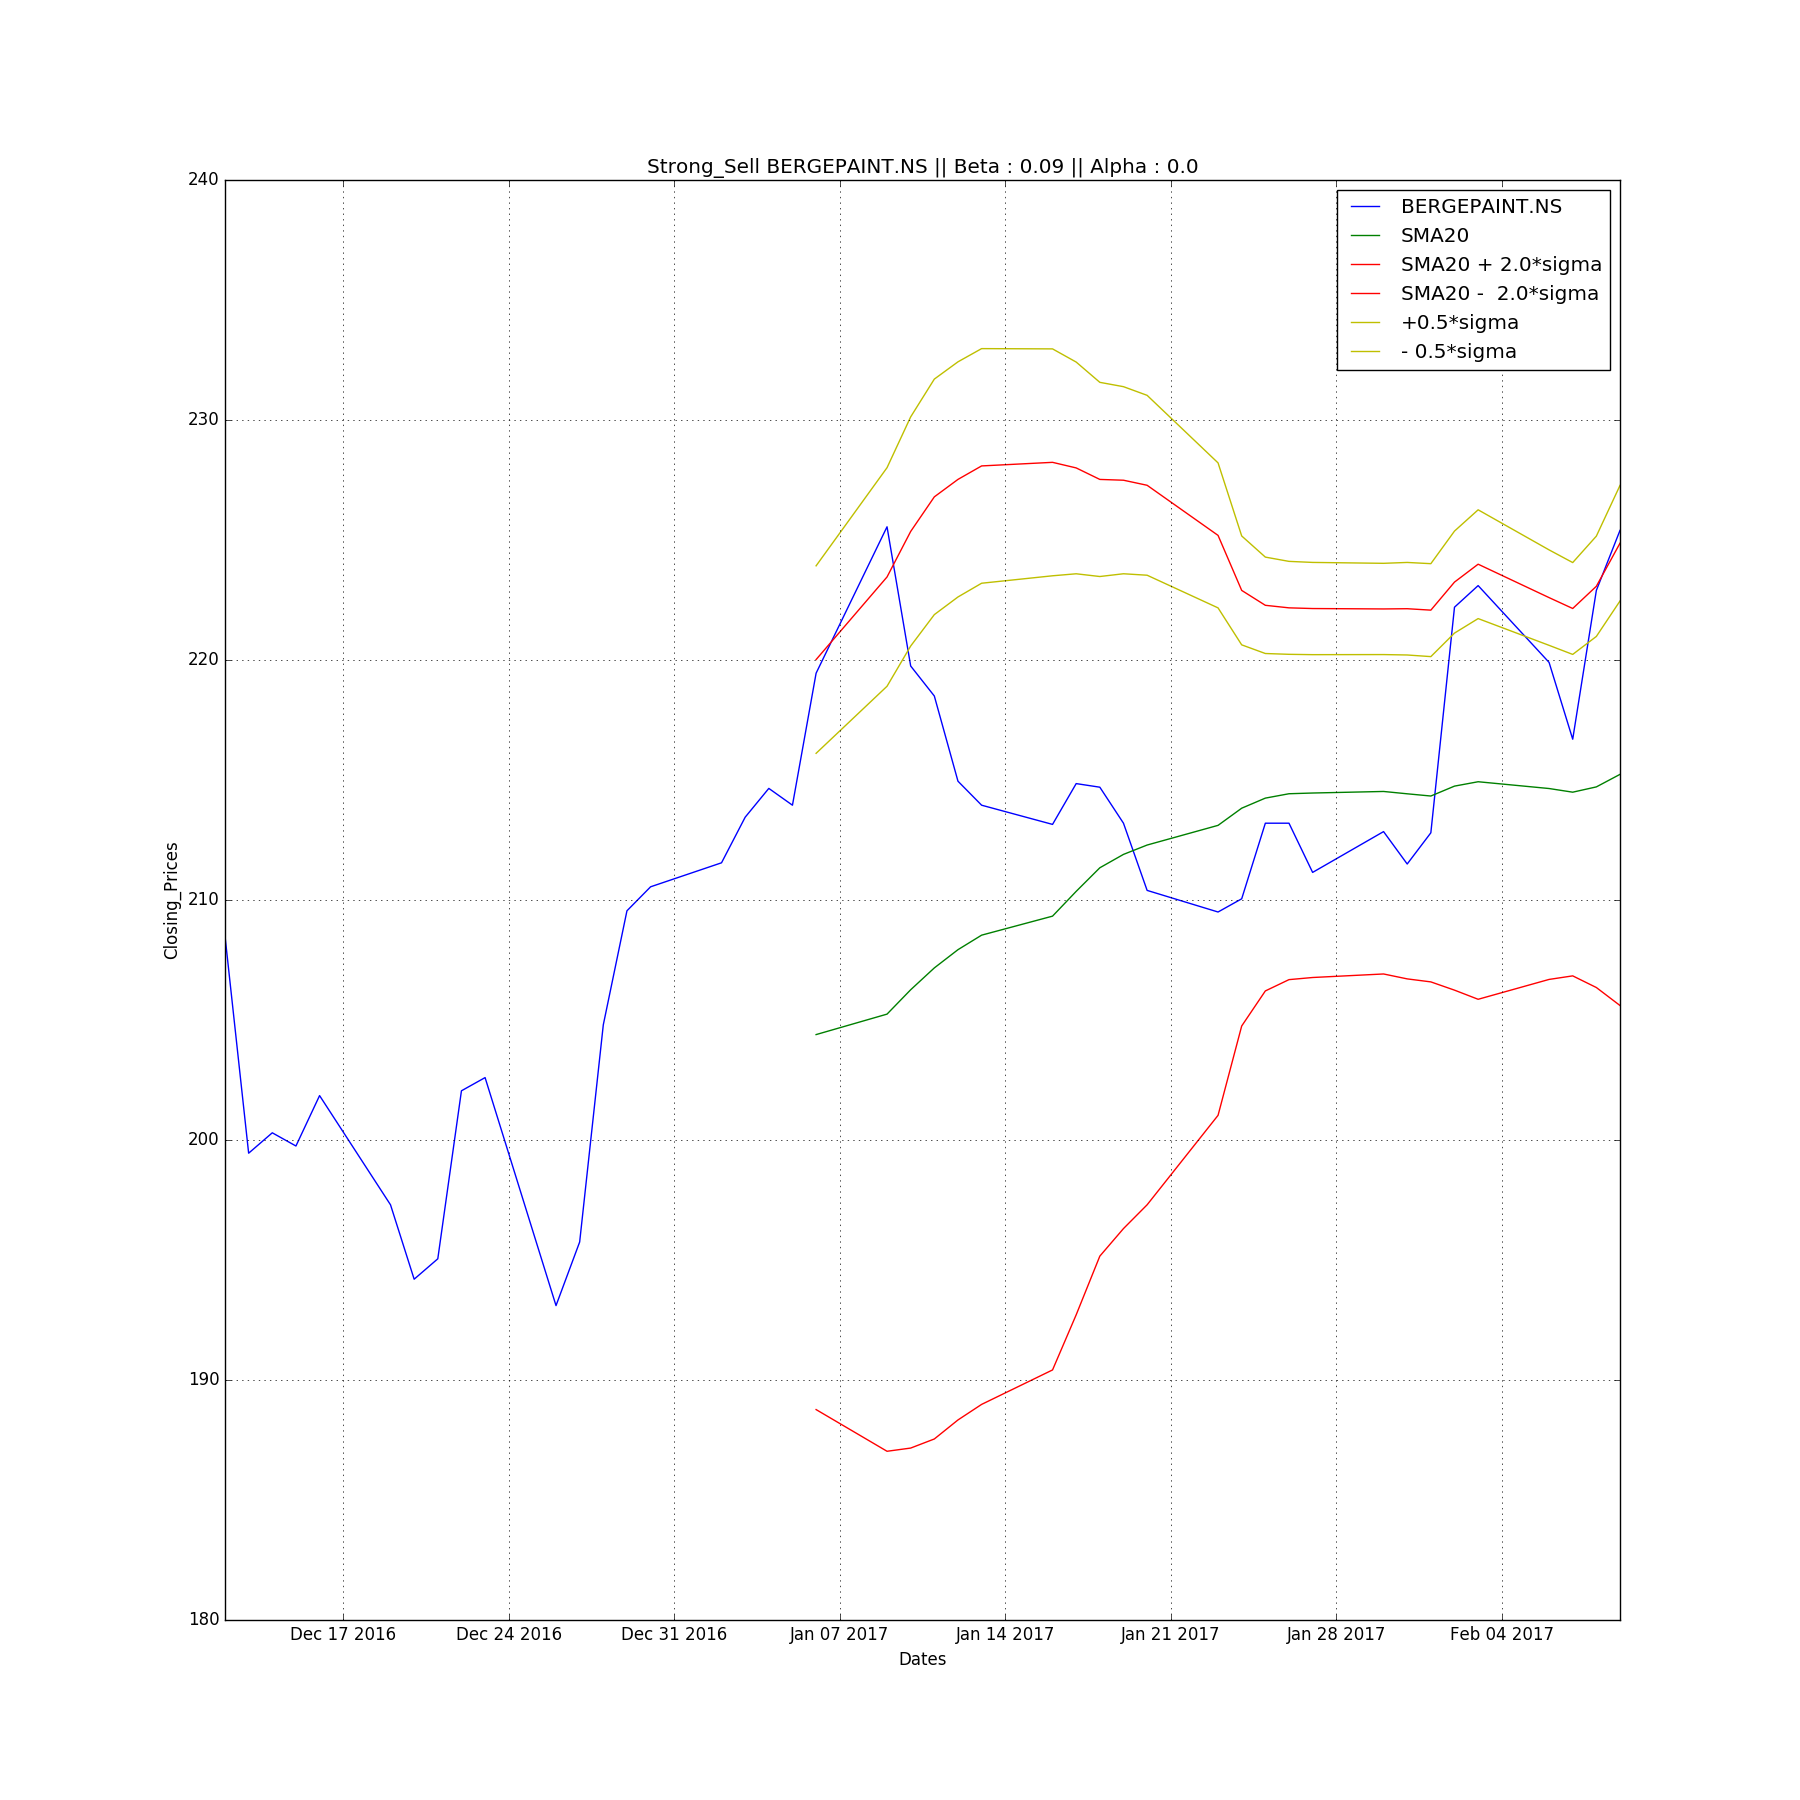 Strong_Sell BERGEPAINT.NS || Beta : 0.09 || Alpha : 0.0
BERGEPAINT.NS
SMA20
SMA20 + 2.0*sigma
SMA20 -  2.0*sigma
+0.5*sigma
- 0.5*sigma
240
230
220
210
200
190
180
Closing_Prices
Dec 17 2016 Dec 24 2016 Dec 31 2016 Jan 07 2017 Jan 14 2017 Jan 21 2017 Jan 28 2017 Feb 04 2017
Dates